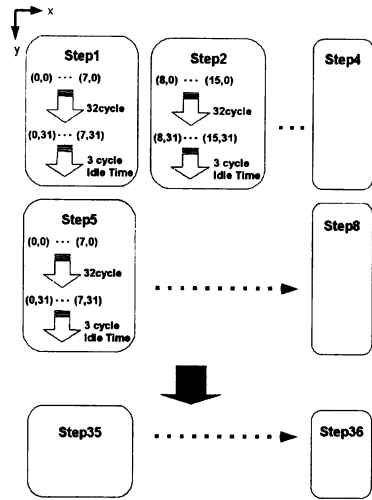 x
y
Step1
(0,0) ··· (7,0)
32cycle
(0,31) ··· (7,31)
3 cycle
Idle Time
Step2
(8,0) ··· (15,0)
32cycle
(8,31) ··· (15,31)
3 cycle
Idle Time
Step4
Step5
(0,0) ··· (7,0)
32cycle
(0,31) ··· (7,31)
3 cycle
Idle Time
Step8
Step35
Step36